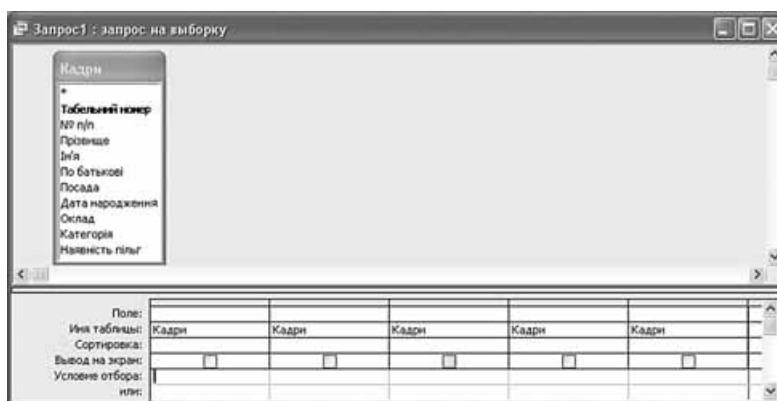 Запрос1 : запрос на выборку
Кадри
*
Табельний номер
№ п/п
Прізвище
Ім'я
По батькові
Посада
Дата народження
Оклад
Категорія
Наявність пільг
Поле:
Имя таблицы: Кадри Кадри Кадри Кадри Кадри
Сортировка:
Вывод на экран:
Условие отбора:
или: